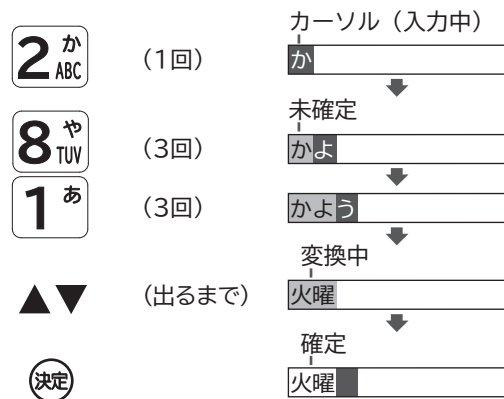 カーソル（入力中）
2 か ABC （1回） か
未確定
8 や TUV （3回） かよ
1 あ （3回） かよう
変換中
▲▼ （出るまで） 火曜
確定
決定 火曜